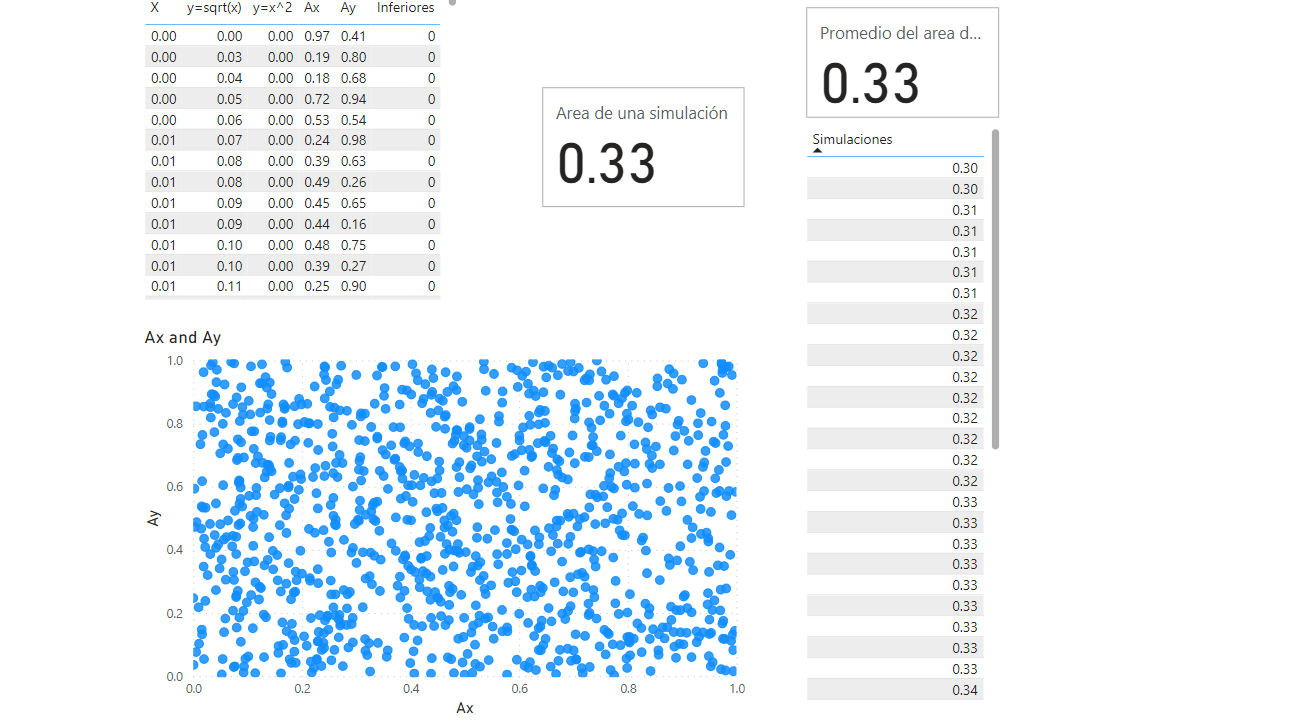 X y=sqrt(x) y=x^2 Ax Ay Inferiores
0.00 0.00 0.00 0.97 0.41 0
0.00 0.03 0.00 0.19 0.80 0
0.00 0.04 0.00 0.18 0.68 0
0.00 0.05 0.00 0.72 0.94 0
0.00 0.06 0.00 0.53 0.54 0
0.01 0.07 0.00 0.24 0.98 0
0.01 0.08 0.00 0.39 0.63 0
0.01 0.08 0.00 0.49 0.26 0
0.01 0.09 0.00 0.45 0.65 0
0.01 0.09 0.00 0.44 0.16 0
0.01 0.10 0.00 0.48 0.75 0
0.01 0.10 0.00 0.39 0.27 0
0.01 0.11 0.00 0.25 0.90 0
Area de una simulación
0.33
Promedio del area d...
0.33
Simulaciones
0.30
0.30
0.31
0.31
0.31
0.31
0.31
0.32
0.32
0.32
0.32
0.32
0.32
0.32
0.32
0.32
0.33
0.33
0.33
0.33
0.33
0.33
0.33
0.33
0.33
0.34
Ax and Ay
1.0
0.8
0.6
0.4
0.2
0.0
Ay
0.0 0.2 0.4 0.6 0.8 1.0
Ax